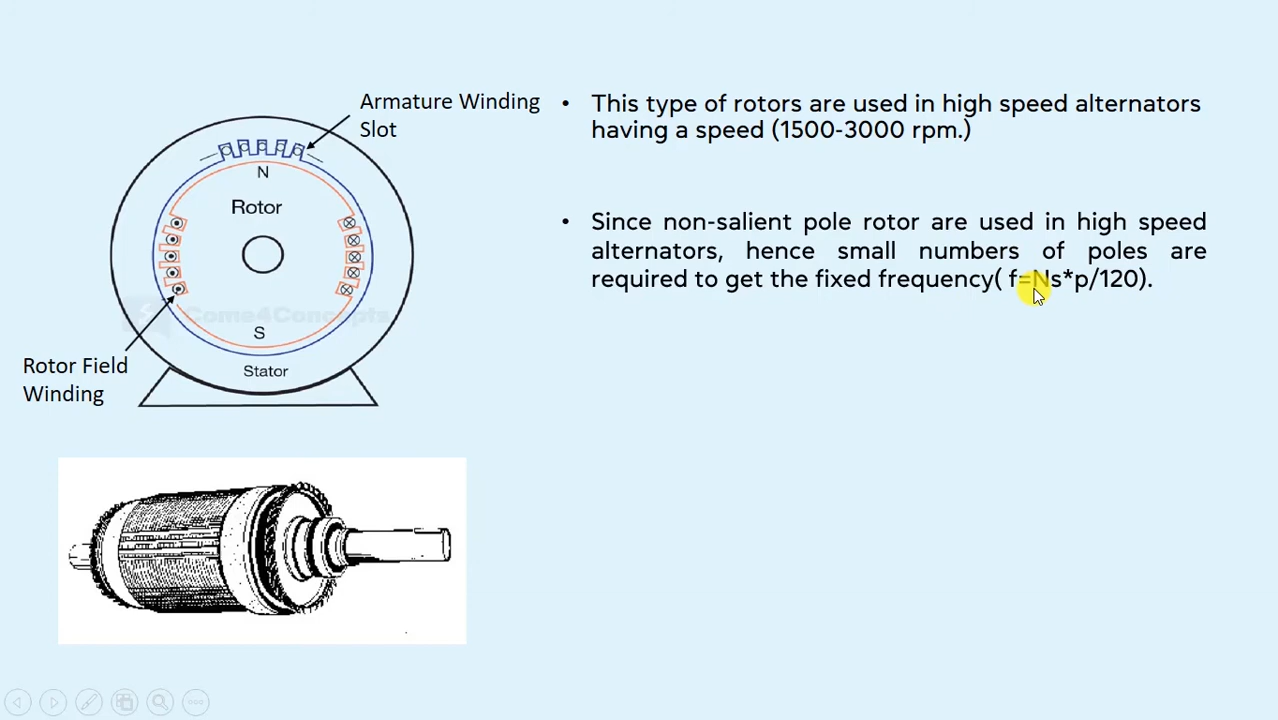 Armature Winding
Slot
N
Rotor
S
Stator
Rotor Field
Winding
Come4Concepts
• This type of rotors are used in high speed alternators
having a speed (1500-3000 rpm.)
• Since non-salient pole rotor are used in high speed
alternators, hence small numbers of poles are
required to get the fixed frequency( f=Ns*p/120).